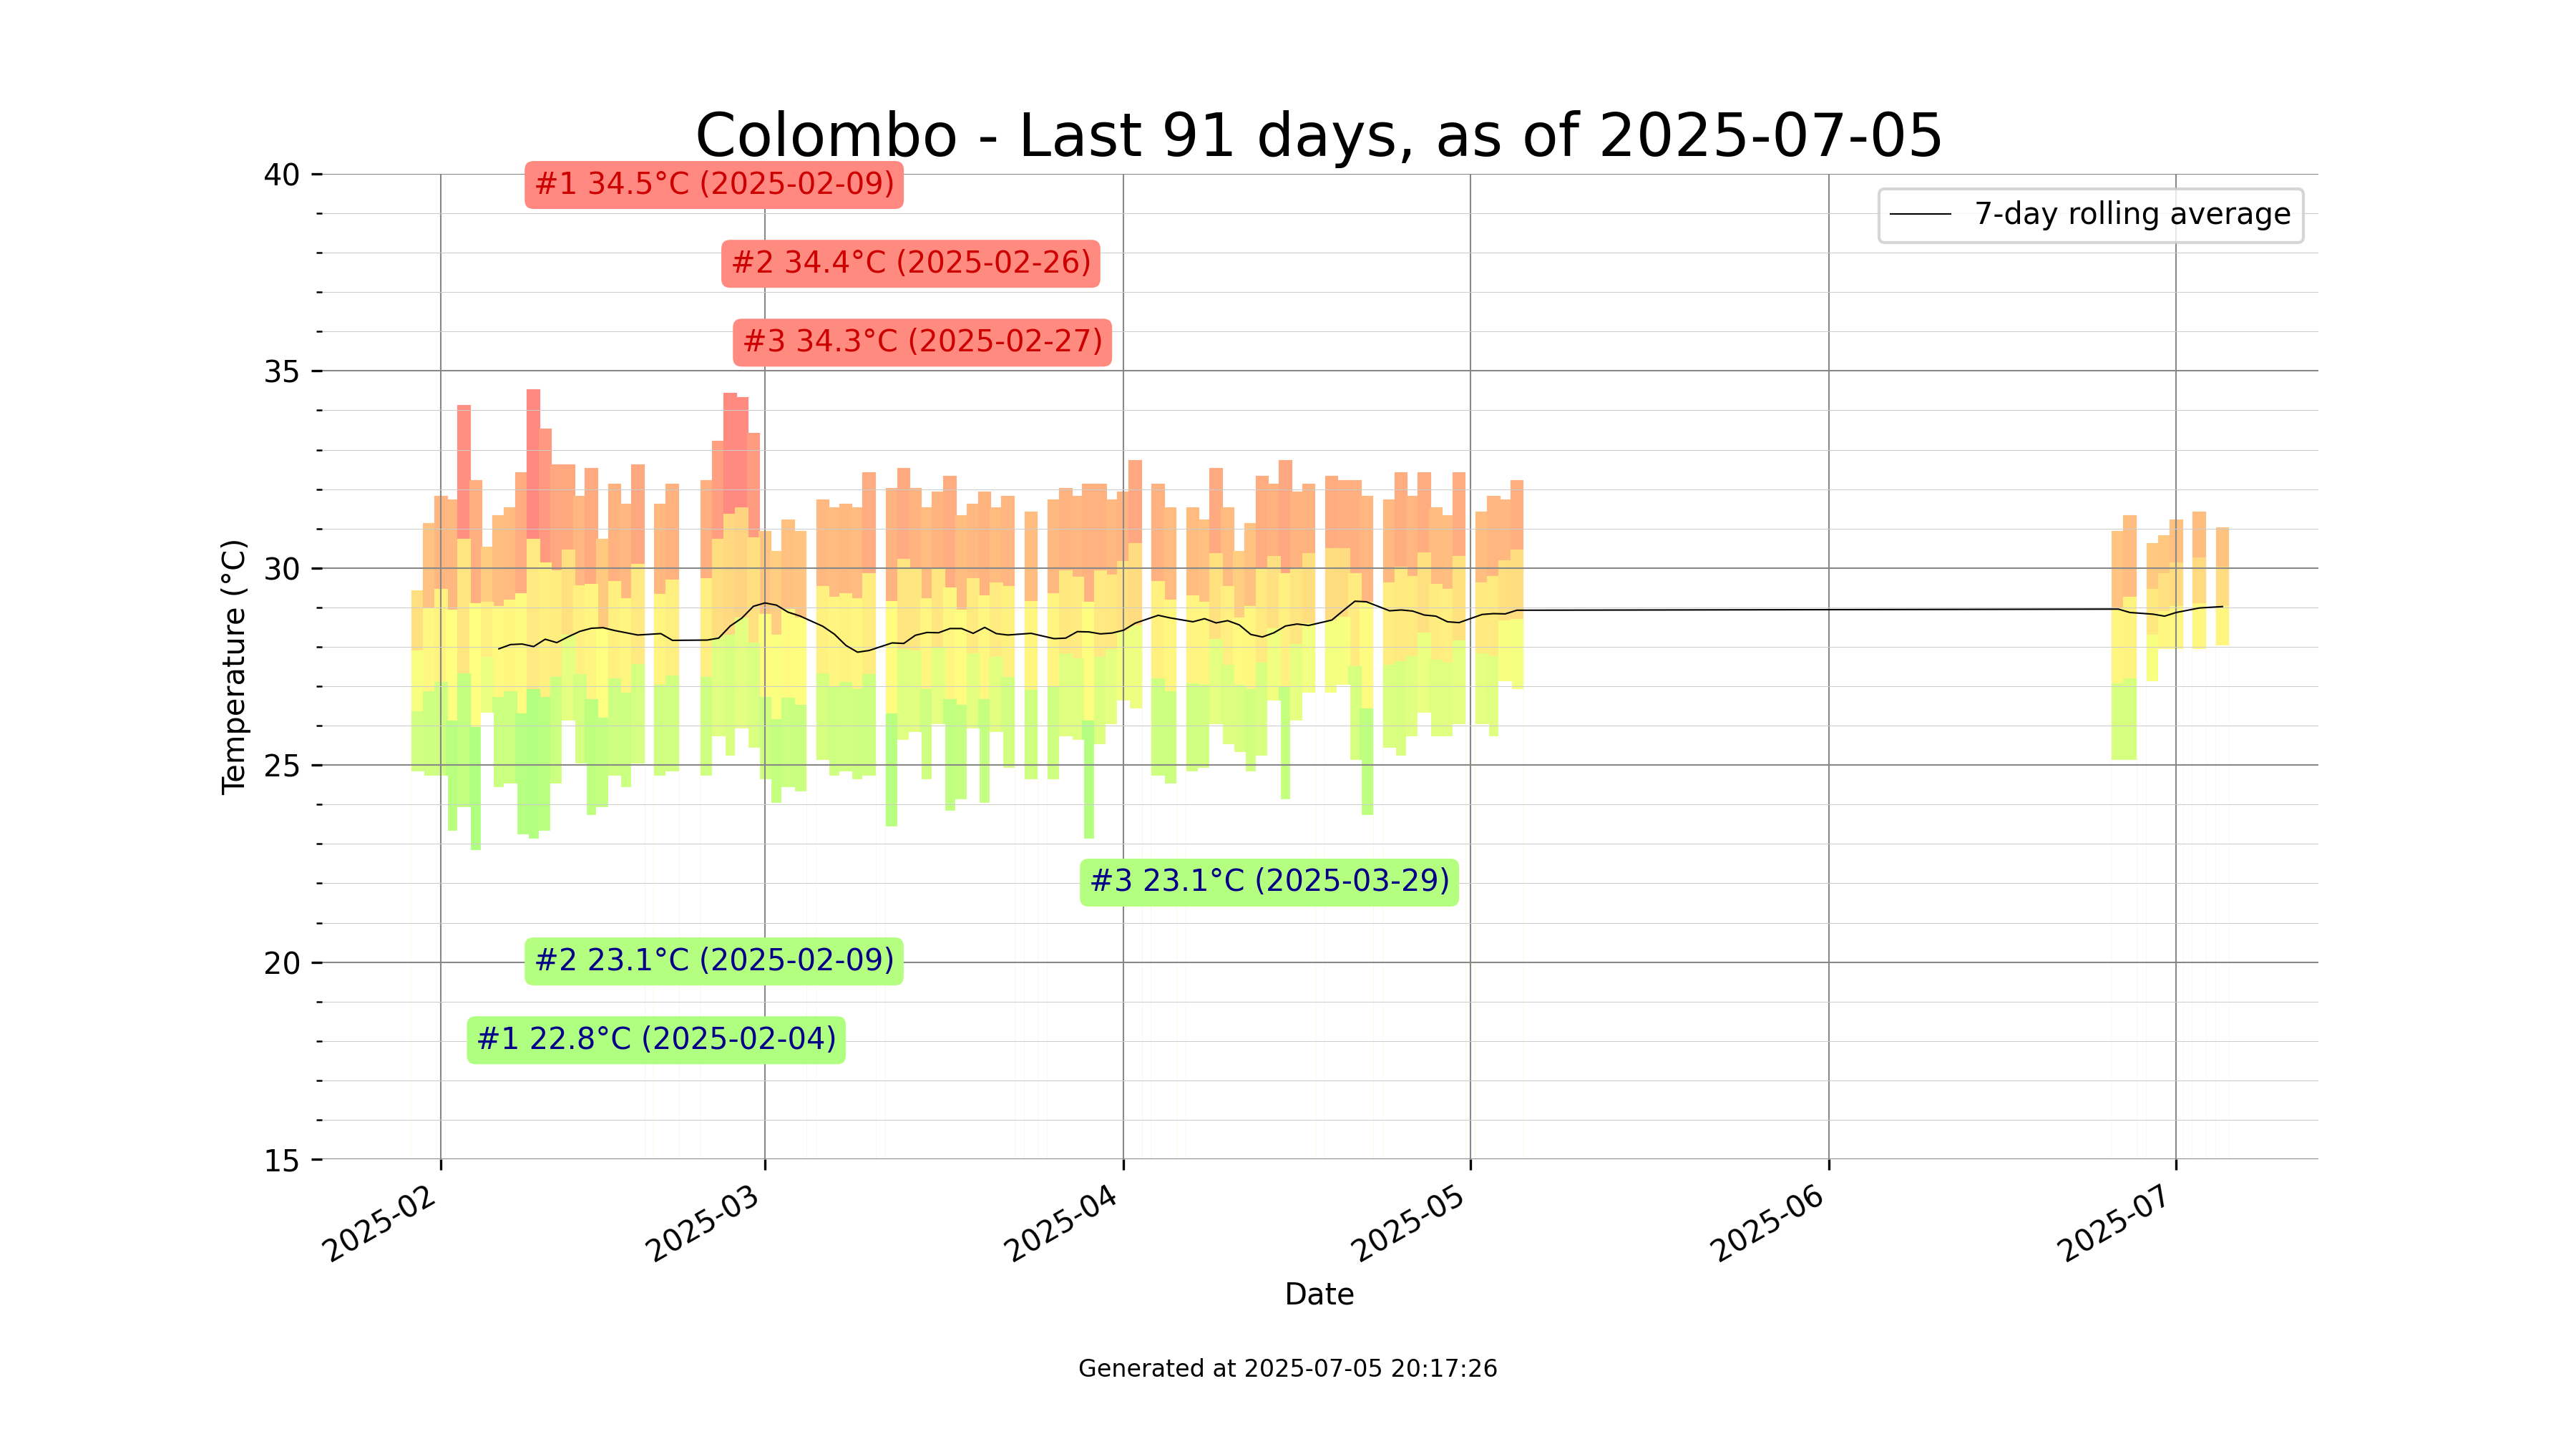 Colombo - Last 91 days, as of 2025-07-05
40
#1 34.5°C (2025-02-09)
7-day rolling average
#2 34.4°C (2025-02-26)
#3 34.3°C (2025-02-27)
35
30
Temperature (°C)
25
#3 23.1°C (2025-03-29)
20
#2 23.1°C (2025-02-09)
#1 22.8°C (2025-02-04)
15
2025-02
2025-03
2025-04
2025-05
2025-06
2025-07
Date
Generated at 2025-07-05 20:17:26